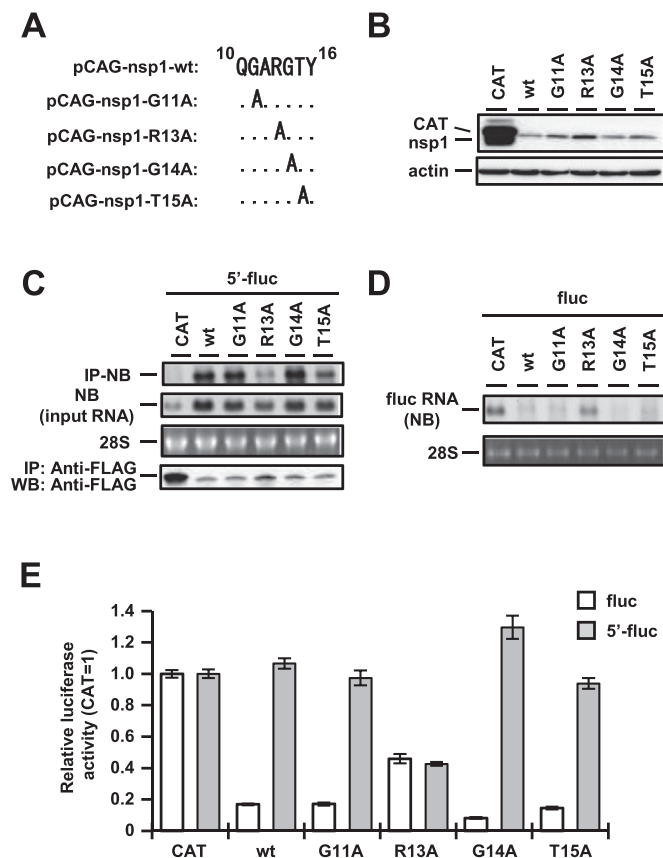 A
10 16
pCAG-nsp1-wt: QGARGTY
pCAG-nsp1-G11A: .A.....
pCAG-nsp1-R13A: ...A...
pCAG-nsp1-G14A: ....A..
pCAG-nsp1-T15A: .....A.
B
CAT wt G11A R13A G14A T15A
CAT
nsp1
actin
C
5'-fluc
CAT wt G11A R13A G14A T15A
IP-NB
NB
(input RNA)
28S
IP: Anti-FLAG
WB: Anti-FLAG
D
fluc
CAT wt G11A R13A G14A T15A
fluc RNA
(NB)
28S
E
Relative luciferase
activity (CAT=1)
1.4
1.2
1.0
0.8
0.6
0.4
0.2
0
fluc
5'-fluc
CAT wt G11A R13A G14A T15A